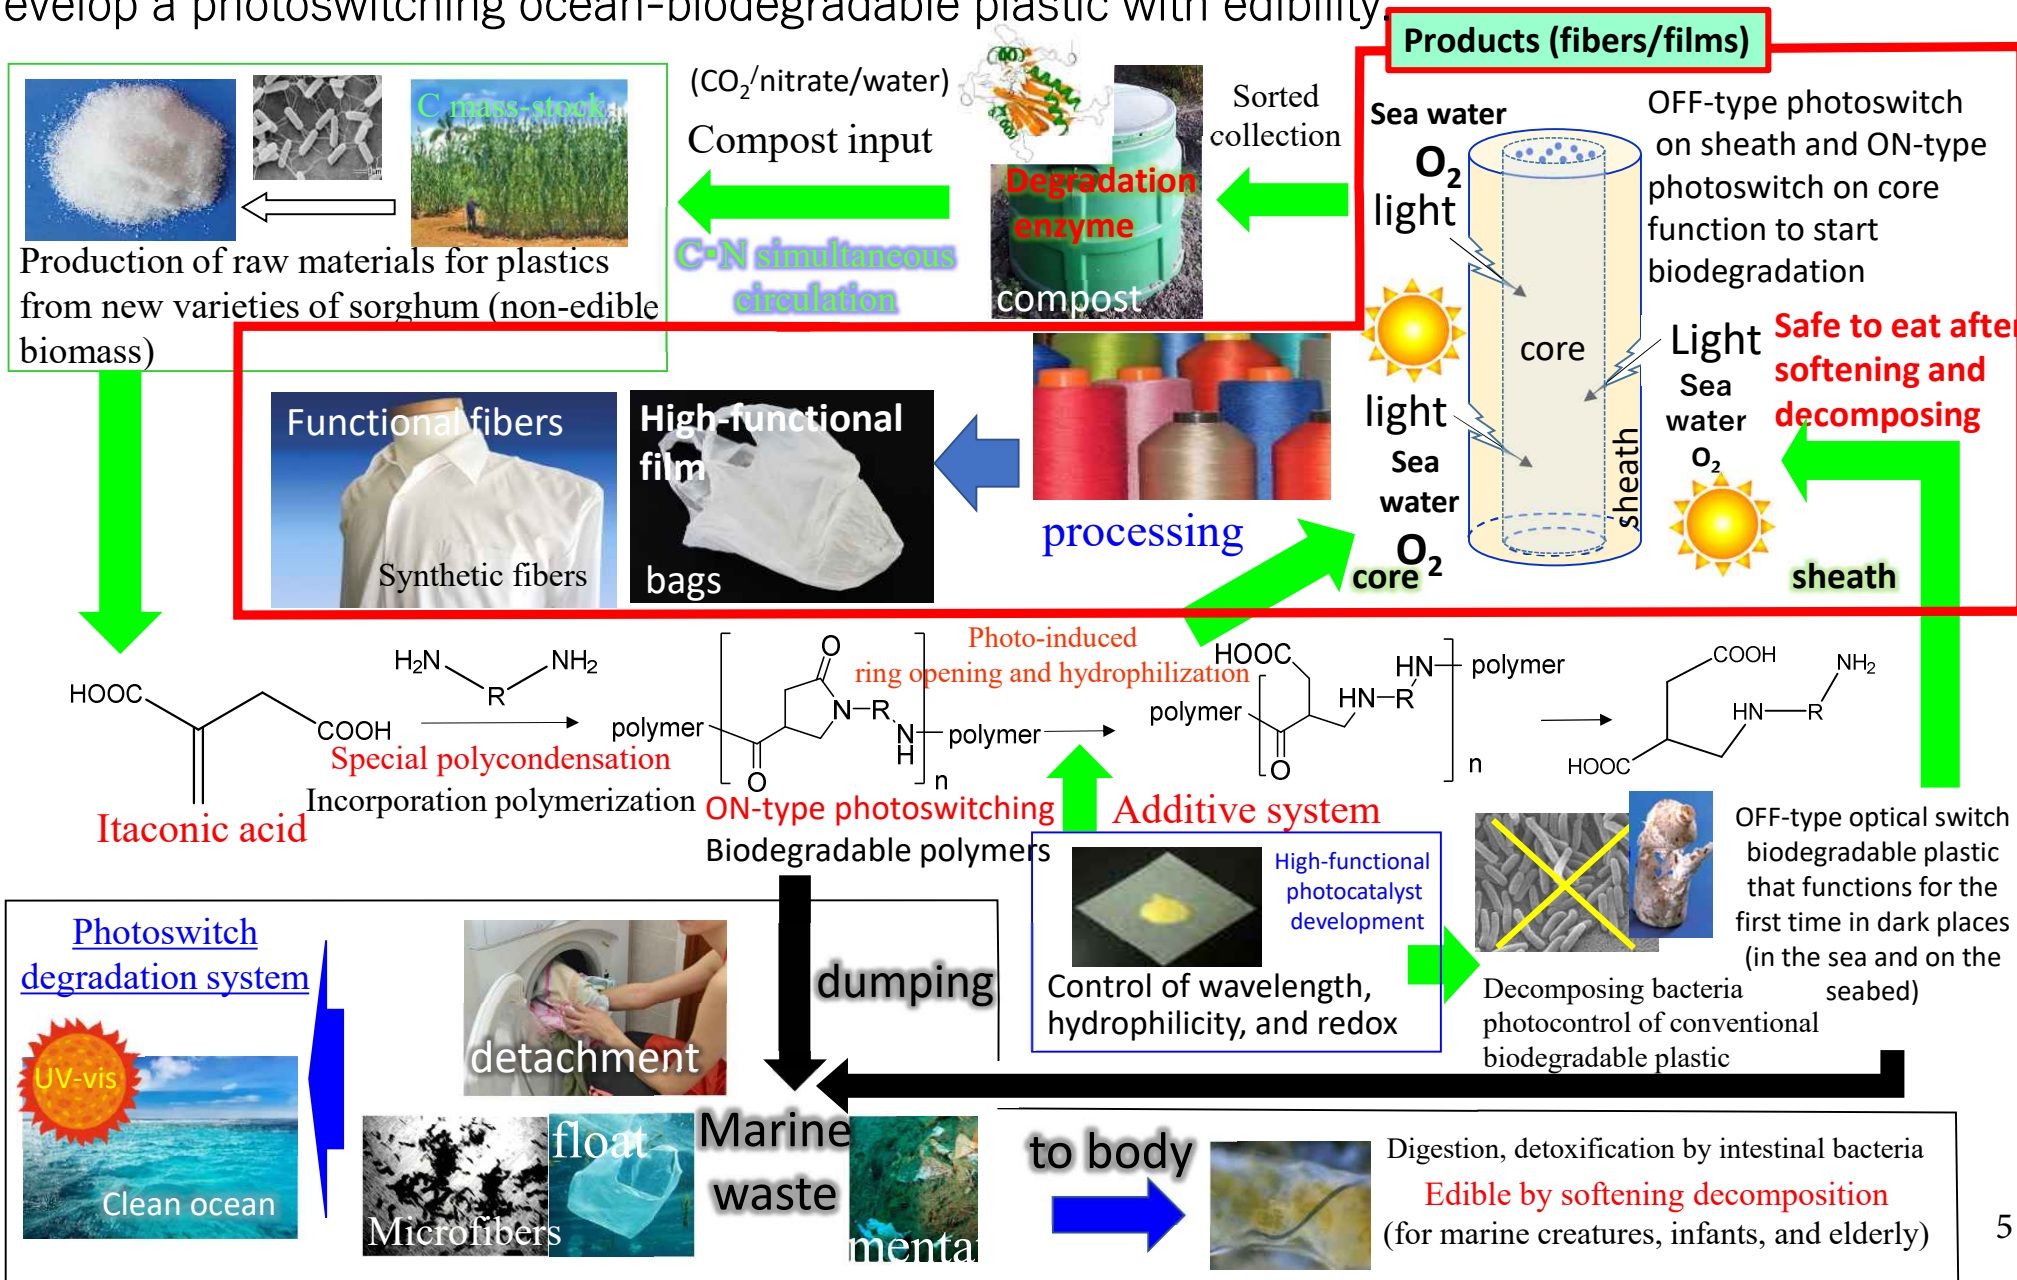 evelop a photoswitching ocean-biodegradable plastic with edibility.
Products (fibers/films)
C mass-stock
Production of raw materials for plastics
from new varieties of sorghum (non-edible
biomass)
(CO2/nitrate/water)
Compost input
C・N simultaneous
circulation
Degradation
enzyme
compost
Sorted
collection
Sea water
O2
light
OFF-type photoswitch
on sheath and ON-type
photoswitch on core
function to start
biodegradation
core
sheath
Light
Sea
water
O2
Safe to eat after
softening and
decomposing
light
Sea
water
O2
core
sheath
Functional fibers
Synthetic fibers
High-functional
film
bags
processing
HOOC
COOH
Itaconic acid
H2N
NH2
R
Special polycondensation
Incorporation polymerization
polymer
O
N
R
N
H
O
n
polymer
ON-type photoswitching
Biodegradable polymers
Photo-induced
ring opening and hydrophilization
HOOC
HN
polymer
HN
R
polymer
O
n
COOH
NH2
HN
R
HOOC
Additive system
High-functional
photocatalyst
development
Control of wavelength,
hydrophilicity, and redox
Decomposing bacteria
photocontrol of conventional
biodegradable plastic
OFF-type optical switch
biodegradable plastic
that functions for the
first time in dark places
(in the sea and on the
seabed)
Photoswitch
degradation system
UV-vis
Clean ocean
detachment
dumping
Microfibers
float
Marine
waste
menta
to body
Digestion, detoxification by intestinal bacteria
Edible by softening decomposition
(for marine creatures, infants, and elderly)
5